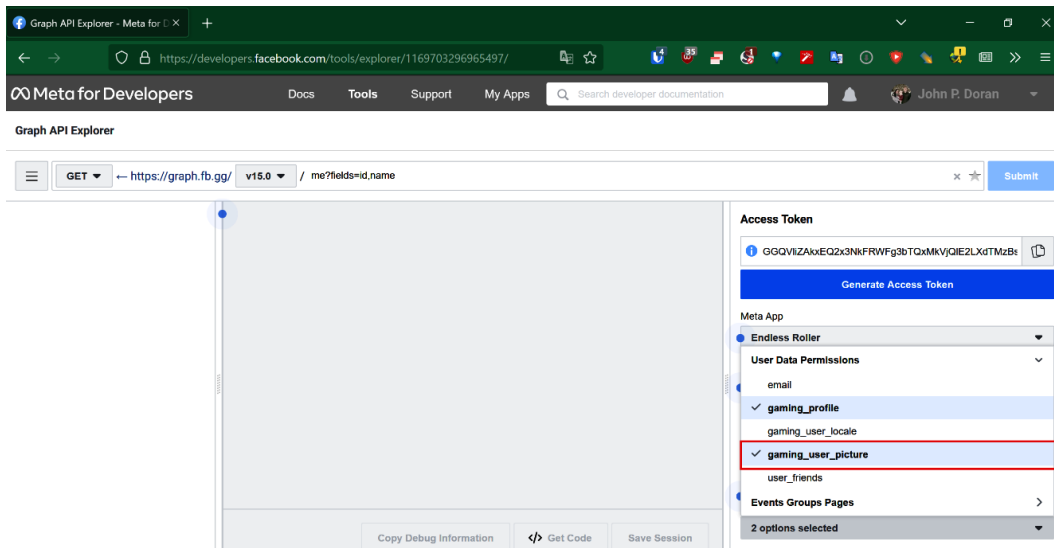 Graph API Explorer - Meta for D
https://developers.facebook.com/tools/explorer/1169703296965497/
4
35
1
Meta for Developers
Docs
Tools
Support
My Apps
Search developer documentation
John P. Doran
Graph API Explorer
GET
https://graph.fb.gg/
v15.0
/
me?fields=id,name
Submit
Access Token
Generate Access Token
Meta App
Endless Roller
User Data Permissions
email
gaming_profile
gaming_user_locale
gaming_user_picture
user_friends
Events Groups Pages
2 options selected
Copy Debug Information
</> Get Code
Save Session